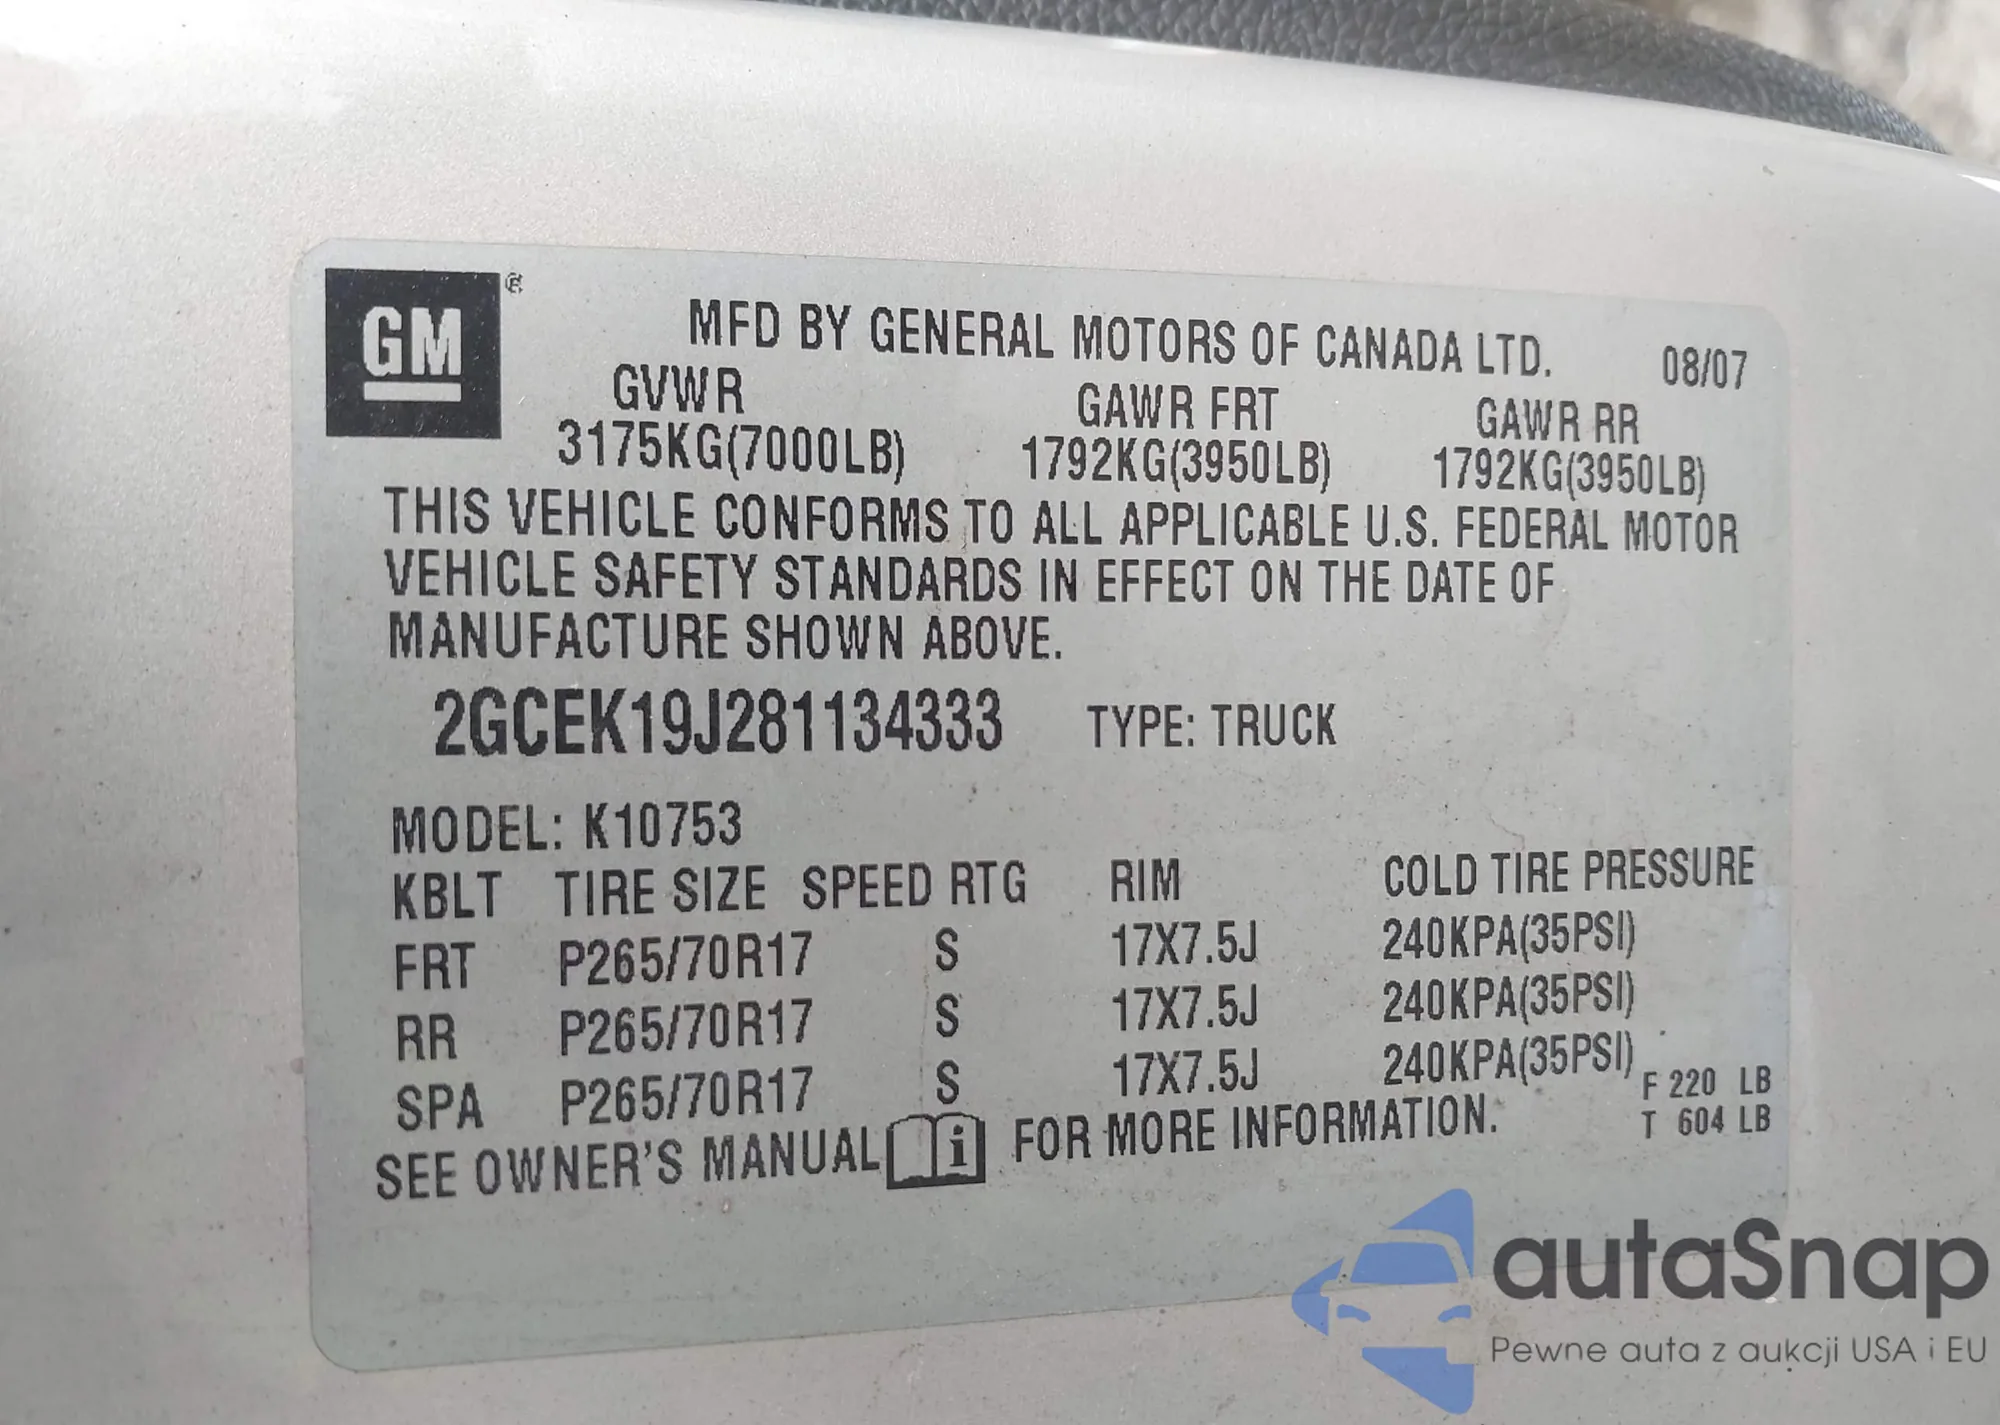 GM ®
MFD BY GENERAL MOTORS OF CANADA LTD. 08/07
GVWR GAWR FRT GAWR RR
3175KG(7000LB) 1792KG(3950LB) 1792KG(3950LB)
THIS VEHICLE CONFORMS TO ALL APPLICABLE U.S. FEDERAL MOTOR
VEHICLE SAFETY STANDARDS IN EFFECT ON THE DATE OF
MANUFACTURE SHOWN ABOVE.
2GCEK19J281134333 TYPE: TRUCK
MODEL: K10753
KBLT TIRE SIZE SPEED RTG RIM COLD TIRE PRESSURE
FRT P265/70R17 S 17X7.5J 240KPA(35PSI)
RR P265/70R17 S 17X7.5J 240KPA(35PSI)
SPA P265/70R17 S 17X7.5J 240KPA(35PSI)
F 220 LB
T 604 LB
SEE OWNER'S MANUAL i FOR MORE INFORMATION.
autaSnap
Pewne auta z aukcji USA i EU